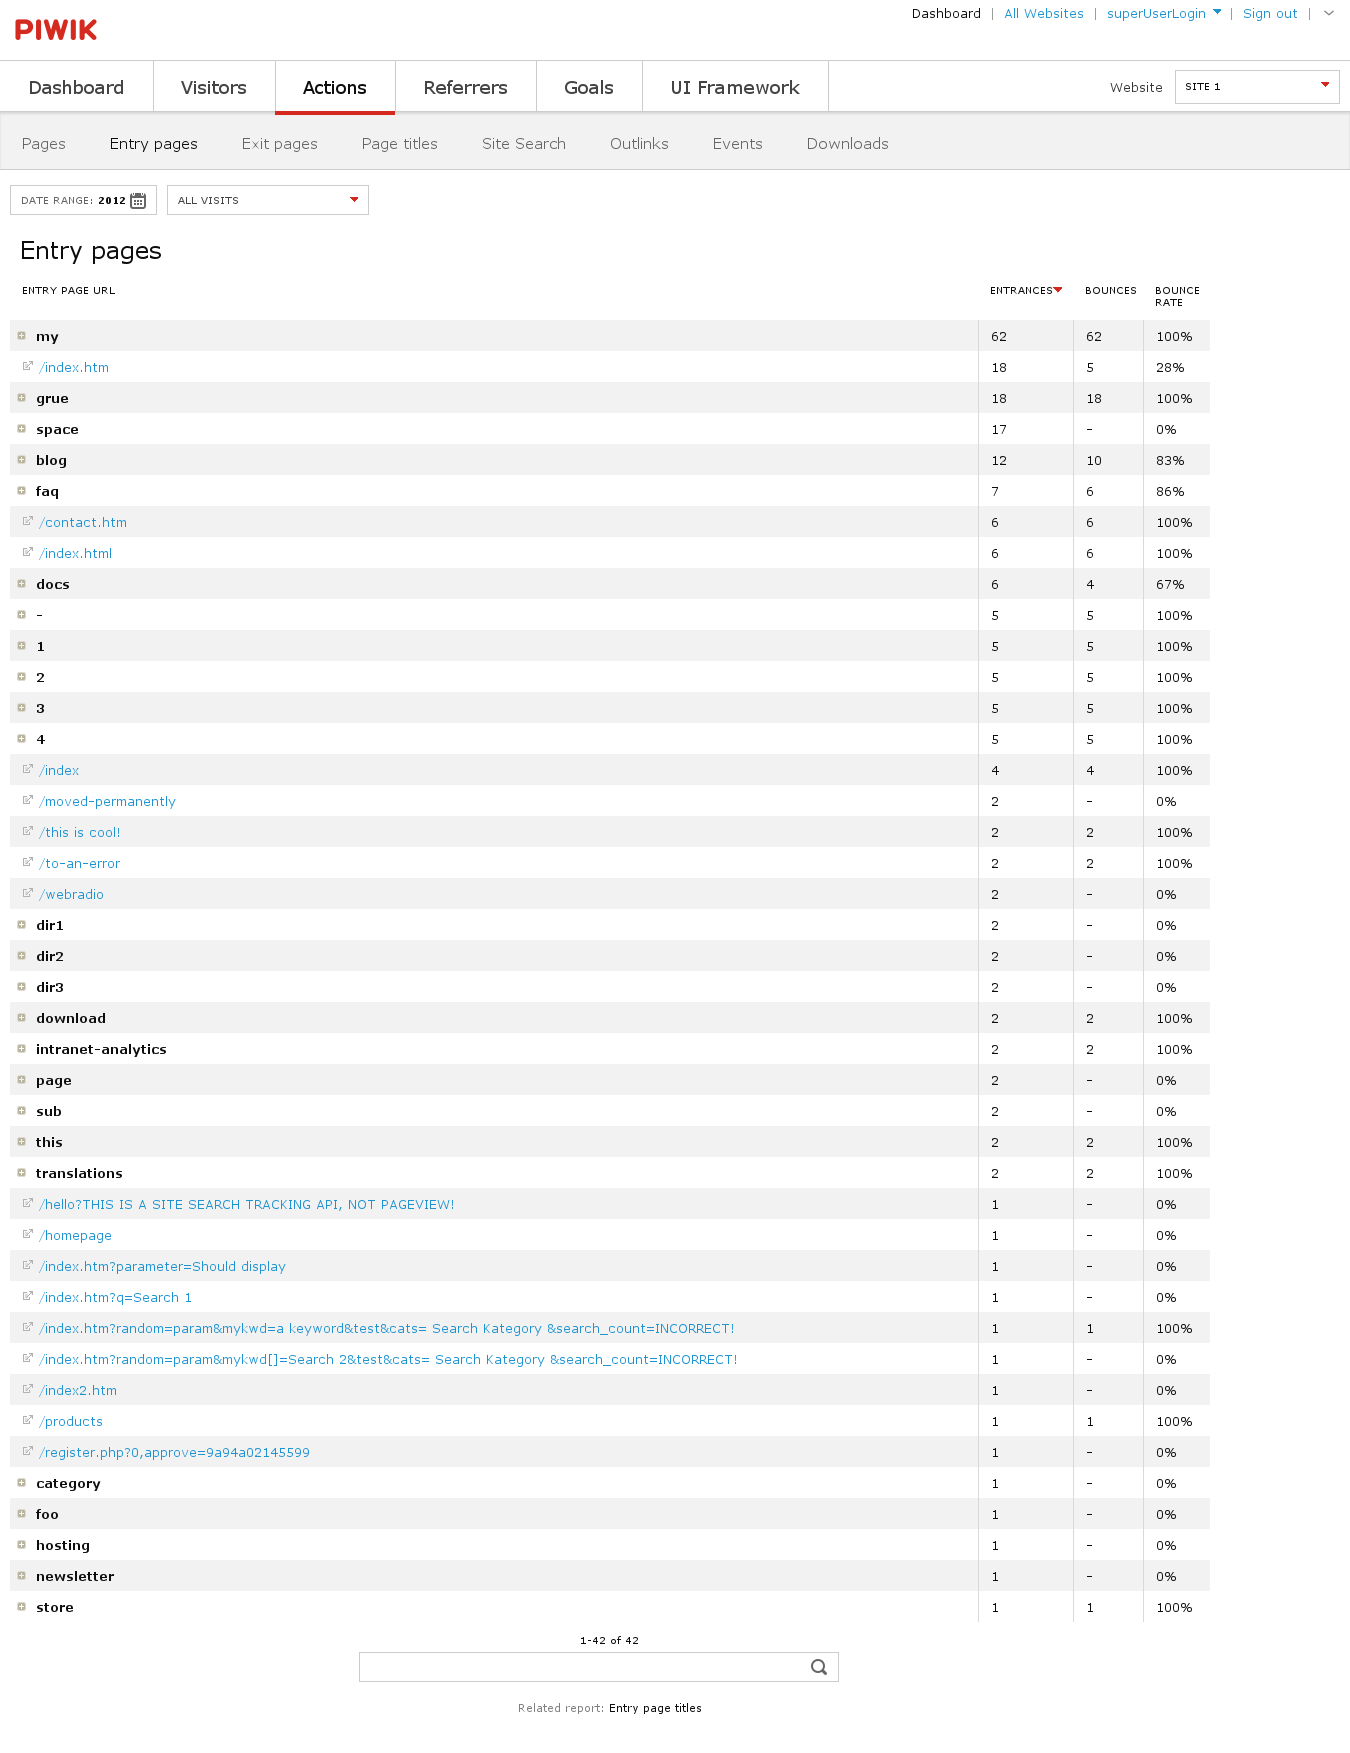 PIWIK
Dashboard | All Websites | superUserLogin | Sign out |
Dashboard Visitors Actions Referrers Goals UI Framework Website SITE 1
Pages Entry pages Exit pages Page titles Site Search Outlinks Events Downloads
DATE RANGE: 2012 ALL VISITS
Entry pages
ENTRY PAGE URL ENTRANCES BOUNCES BOUNCE RATE
my 62 62 100%
/index.htm 18 5 28%
grue 18 18 100%
space 17 - 0%
blog 12 10 83%
faq 7 6 86%
/contact.htm 6 6 100%
/index.html 6 6 100%
docs 6 4 67%
- 5 5 100%
1 5 5 100%
2 5 5 100%
3 5 5 100%
4 5 5 100%
/index 4 4 100%
/moved-permanently 2 - 0%
/this is cool! 2 2 100%
/to-an-error 2 2 100%
/webradio 2 - 0%
dir1 2 - 0%
dir2 2 - 0%
dir3 2 - 0%
download 2 2 100%
intranet-analytics 2 2 100%
page 2 - 0%
sub 2 - 0%
this 2 2 100%
translations 2 2 100%
/hello?THIS IS A SITE SEARCH TRACKING API, NOT PAGEVIEW! 1 - 0%
/homepage 1 - 0%
/index.htm?parameter=Should display 1 - 0%
/index.htm?q=Search 1 1 - 0%
/index.htm?random=param&mykwd=a keyword&test&cats= Search Kategory &search_count=INCORRECT! 1 1 100%
/index.htm?random=param&mykwd[]=Search 2&test&cats= Search Kategory &search_count=INCORRECT! 1 - 0%
/index2.htm 1 - 0%
/products 1 1 100%
/register.php?0,approve=9a94a02145599 1 - 0%
category 1 - 0%
foo 1 - 0%
hosting 1 - 0%
newsletter 1 - 0%
store 1 1 100%
1-42 of 42
Related report: Entry page titles